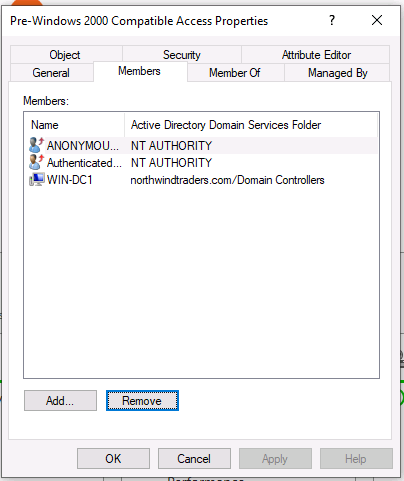 Pre-Windows 2000 Compatible Access Properties
? ×
Object Security Attribute Editor
General Members Member Of Managed By
Members:
Name Active Directory Domain Services Folder
ANONYMOU... NT AUTHORITY
Authenticated... NT AUTHORITY
WIN-DC1 northwindtraders.com/Domain Controllers
Add... Remove
OK Cancel Apply Help